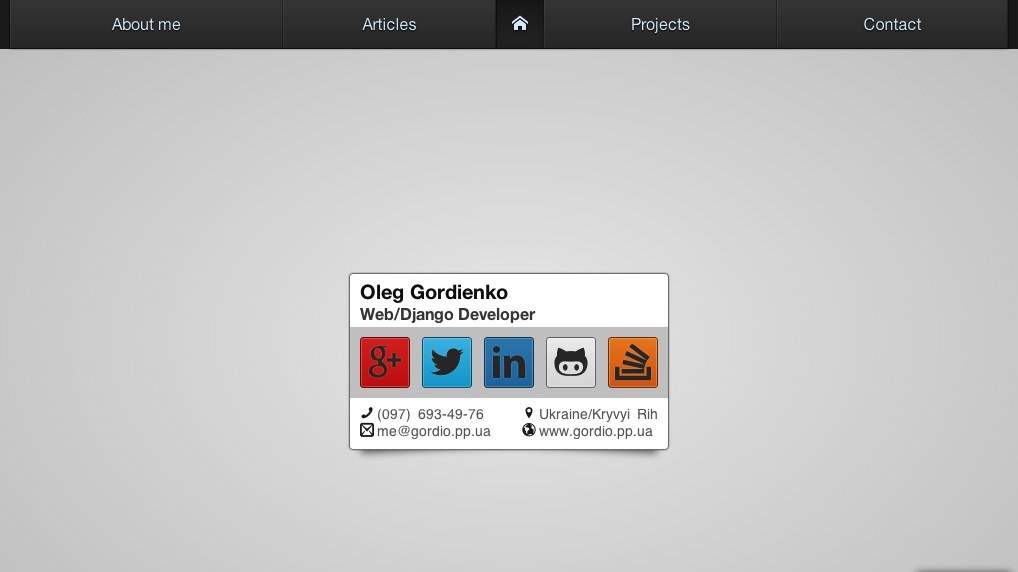 About me
Articles
Projects
Contact
Oleg Gordienko
Web/Django Developer
g+
in
(097) 693-49-76
Ukraine/Kryvyi Rih
me@gordio.pp.ua
www.gordio.pp.ua